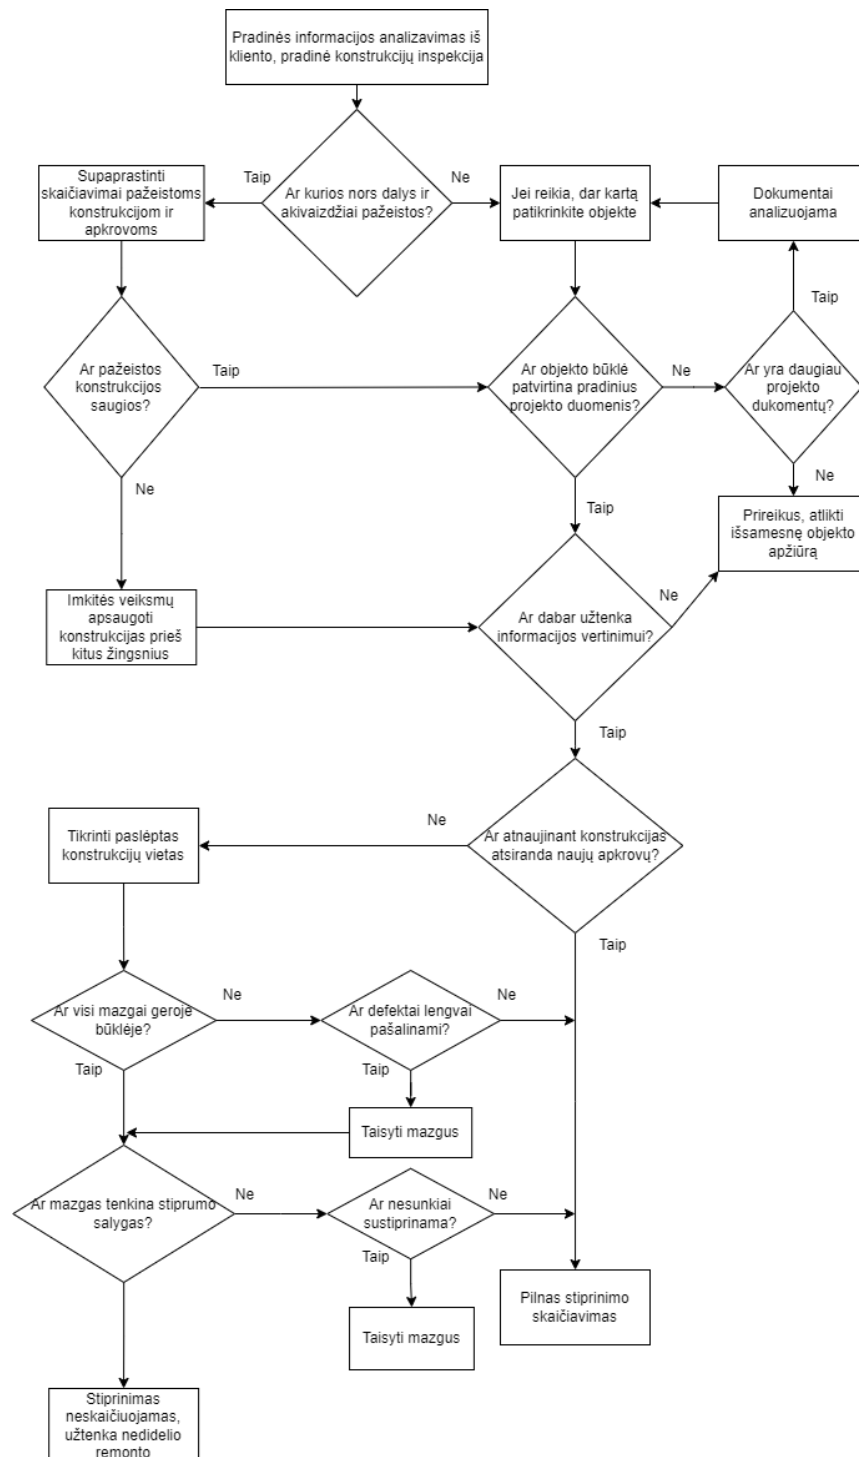 Pradinės informacijos analizavimas iš
kliento, pradinė konstrukcijų inspekcija
Supaprastinti
skaičiavimai pažeistoms
konstrukcijom ir
apkrovoms
Taip
Ar kurios nors dalys ir
akivaizdžiai pažeistos?
Ne
Jei reikia, dar kartą
patikrinkite objekte
Dokumentai
analizuojama
Taip
Ar pažeistos
konstrukcijos
saugios?
Taip
Ar objekto būklė
patvirtina pradinius
projekto duomenis?
Ne
Ar yra daugiau
projekto
dukomentų?
Ne
Ne
Taip
Prireikus, atlikti
išsamesnę objekto
apžiūrą
Imkitės veiksmų
apsaugoti
konstrukcijas prieš
kitus žingsnius
Ar dabar užtenka
informacijos vertinimui?
Ne
Taip
Tikrinti paslėptas
konstrukcijų vietas
Ne
Ar atnaujinant konstrukcijas
atsiranda naujų apkrovų?
Taip
Ar visi mazgai geroje
būklėje?
Ne
Ar defektai lengvai
pašalinami?
Ne
Taip
Taip
Taisyti mazgus
Ar mazgas tenkina stiprumo
salygas?
Ne
Ar nesunkiai
sustiprinama?
Ne
Taip
Taisyti mazgus
Pilnas stiprinimo
skaičiavimas
Stiprinimas
neskaičiuojamas,
užtenka nedidelio
remonto